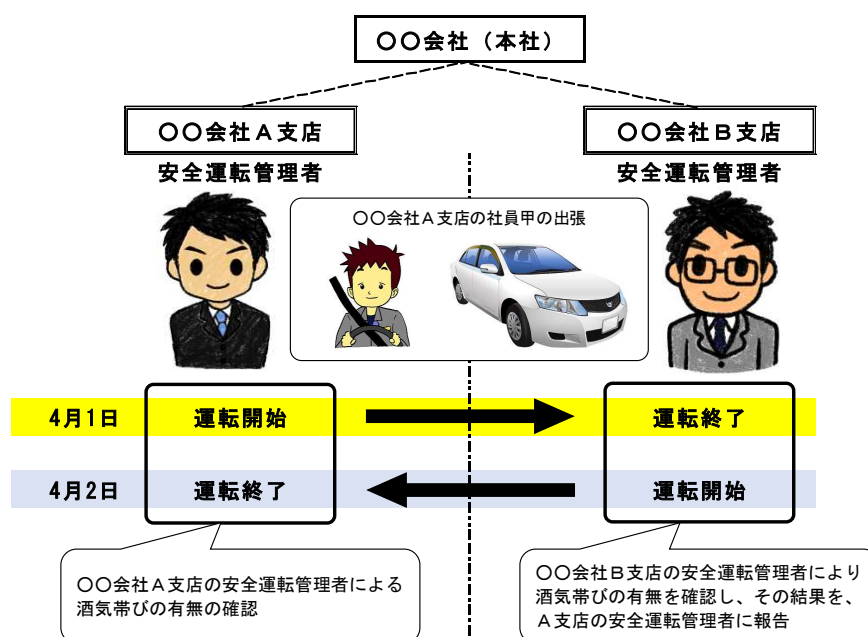 〇〇会社（本社）
〇〇会社Ａ支店
〇〇会社Ｂ支店
安全運転管理者
安全運転管理者
〇〇会社Ａ支店の社員甲の出張
4月1日
運転開始
運転終了
4月2日
運転終了
運転開始
〇〇会社Ａ支店の安全運転管理者による
酒気帯びの有無の確認
〇〇会社Ｂ支店の安全運転管理者により
酒気帯びの有無を確認し、その結果を、
Ａ支店の安全運転管理者に報告